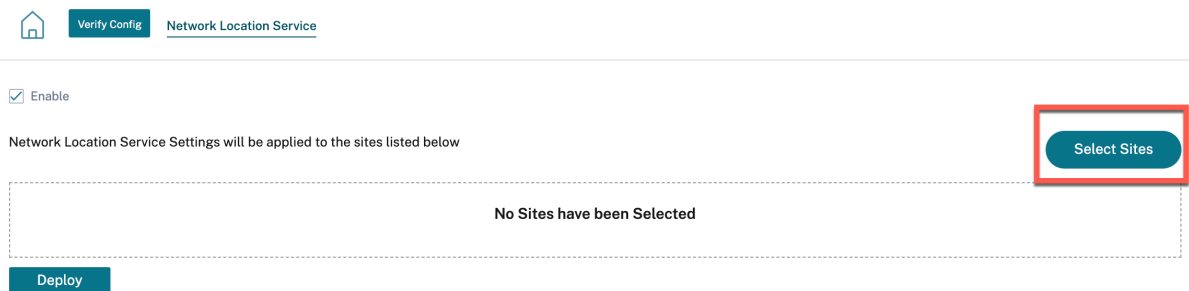 Verify Config
Network Location Service
Enable
Network Location Service Settings will be applied to the sites listed below
Select Sites
No Sites have been Selected
Deploy